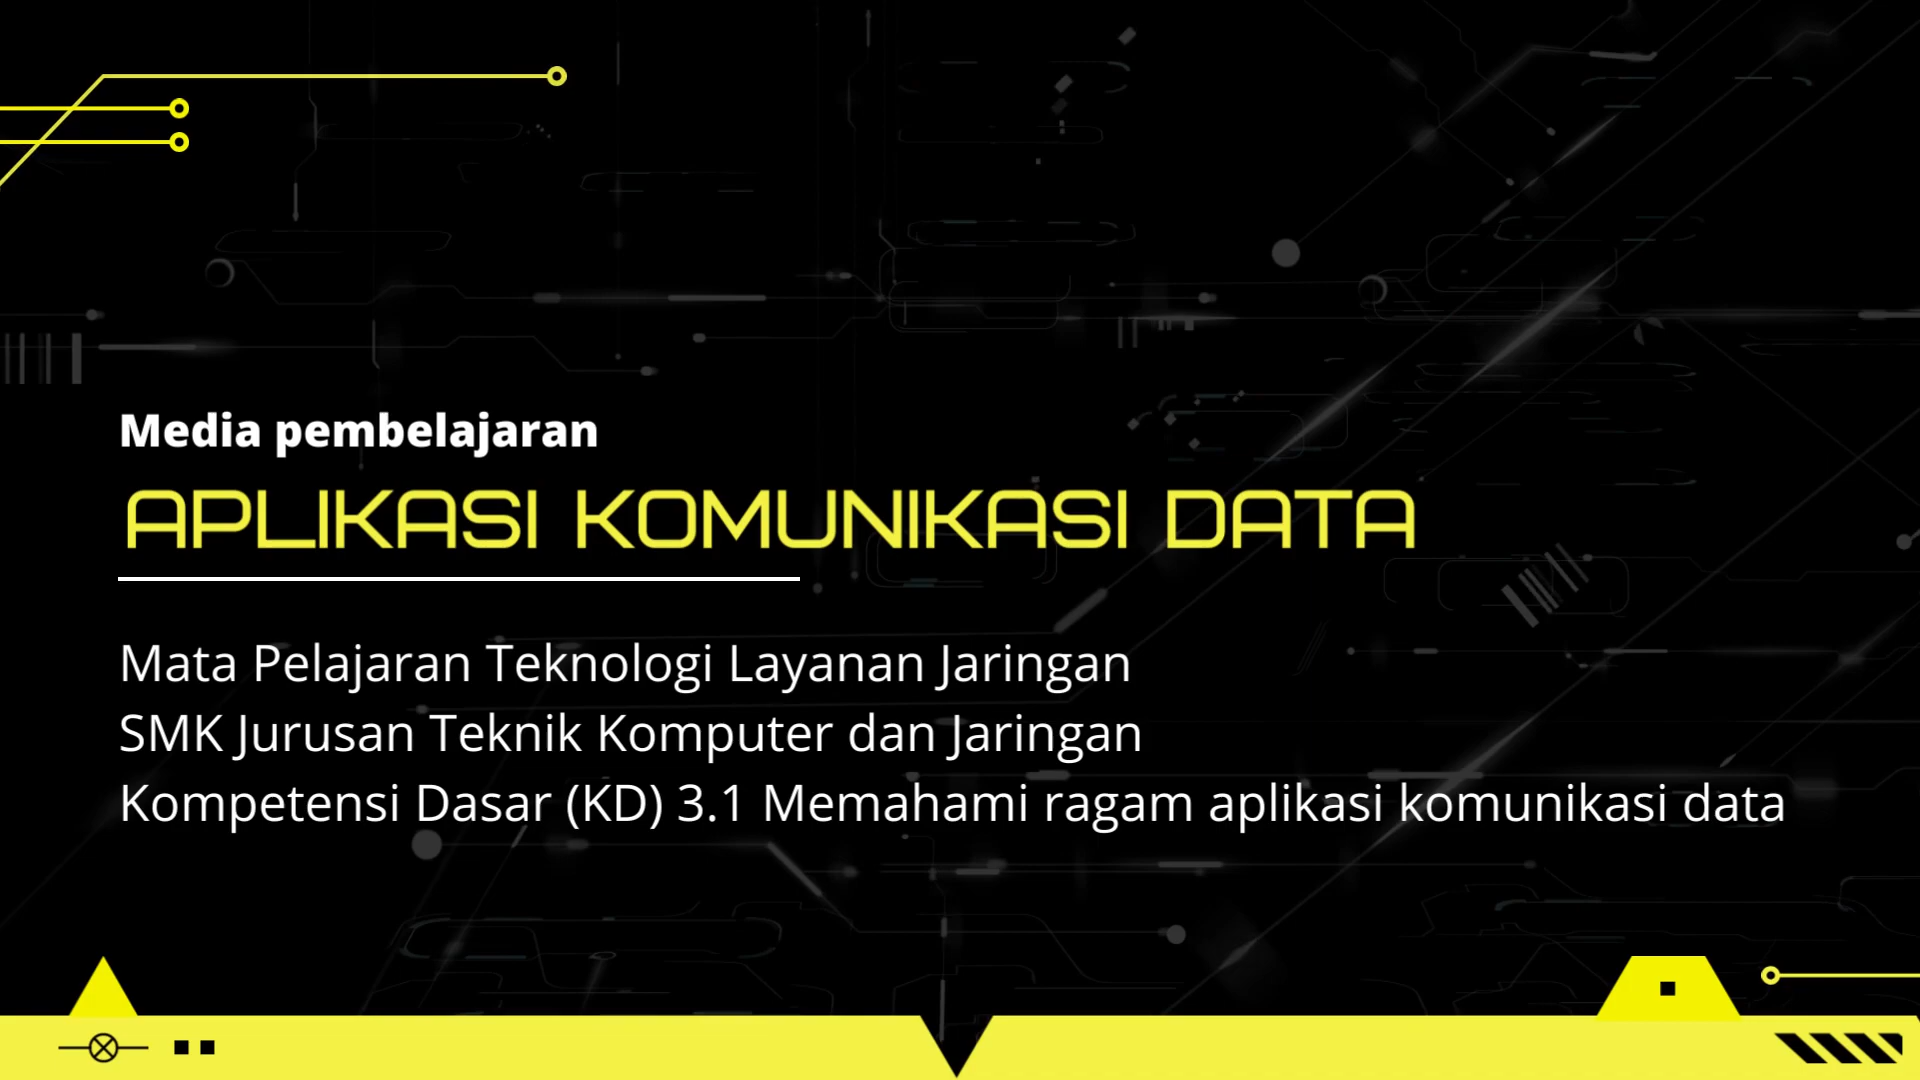 Media pembelajaran
APLIKASI KOMUNIKASI DATA
Mata Pelajaran Teknologi Layanan Jaringan
SMK Jurusan Teknik Komputer dan Jaringan
Kompetensi Dasar (KD) 3.1 Memahami ragam aplikasi komunikasi data